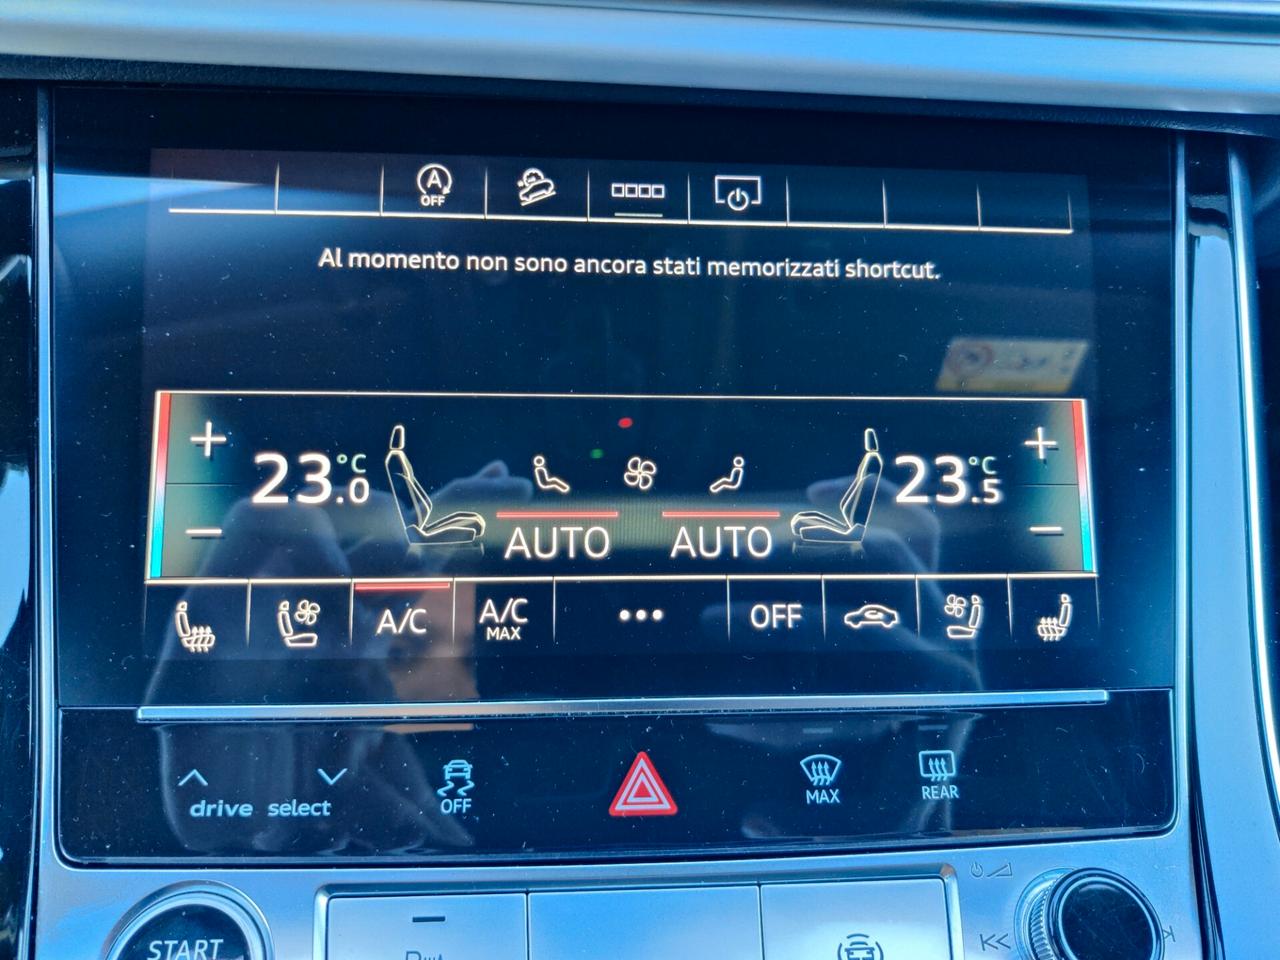 A
OFF
Al momento non sono ancora stati memorizzati shortcut.
+ 23.0 °C
23.5 °C +
− AUTO AUTO −
A/C
A/C MAX
•••
OFF
drive select
OFF
MAX
REAR
START